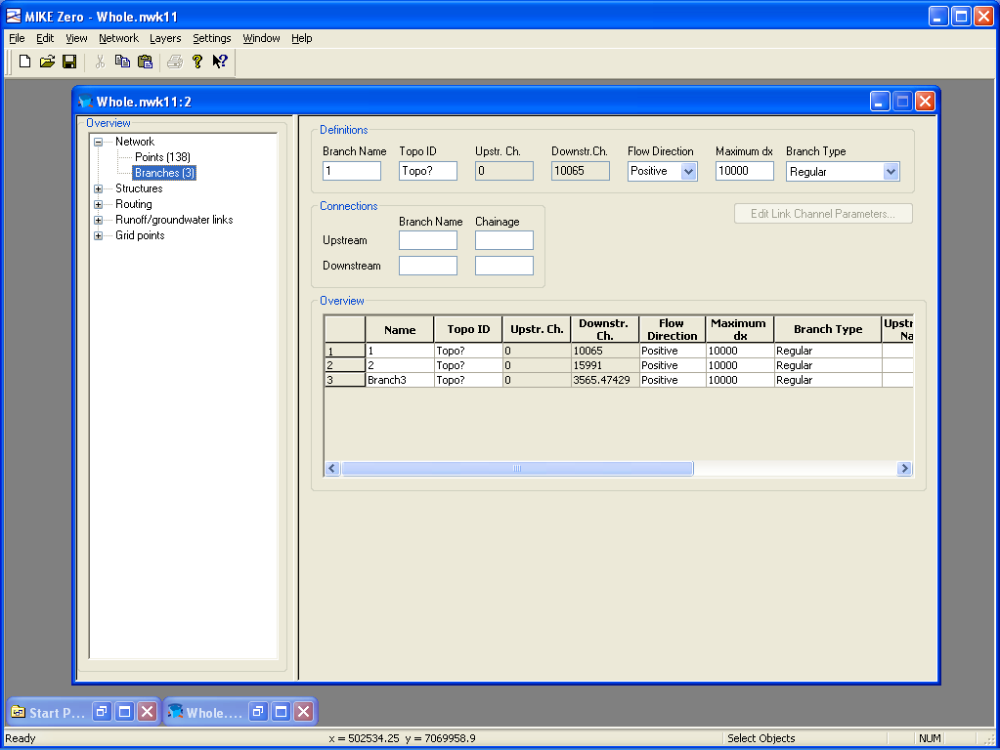 MIKE Zero - Whole.nwk11
File Edit View Network Layers Settings Window Help
Whole.nwk11:2
Overview
Network
Points (138)
Branches (3)
Structures
Routing
Runoff/groundwater links
Grid points
Definitions
Branch Name Topo ID Upstr. Ch. Downstr.Ch. Flow Direction Maximum dx Branch Type
1 Topo? 0 10065 Positive 10000 Regular
Connections
Branch Name Chainage
Upstream
Downstream
Edit Link Channel Parameters...
Overview
Name Topo ID Upstr. Ch. Downstr. Ch. Flow Direction Maximum dx Branch Type Upstr Na
1 1 Topo? 0 10065 Positive 10000 Regular
2 2 Topo? 0 15991 Positive 10000 Regular
3 Branch3 Topo? 0 3565.47429 Positive 10000 Regular
Start P... Whole....
Ready x = 502534.25 y = 7069958.9 Select Objects NUM